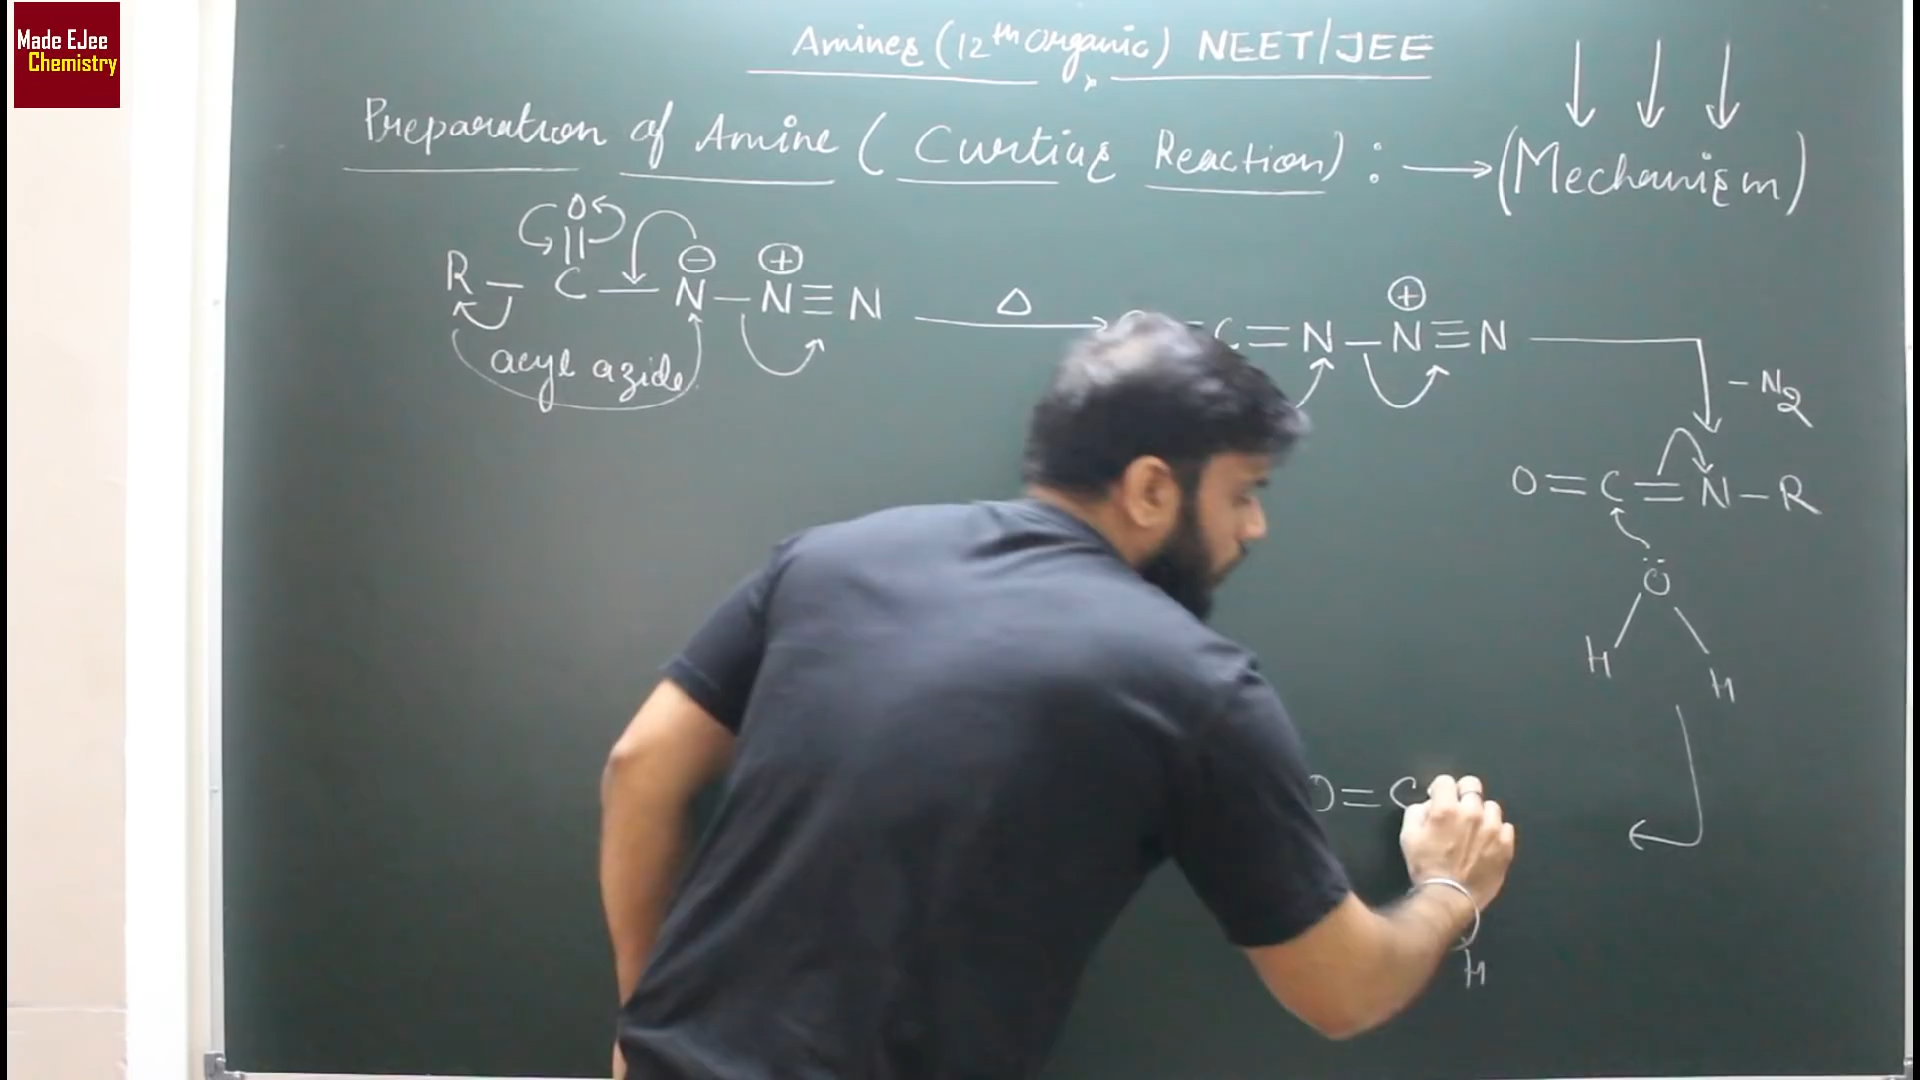 Made EJee
Chemistry
Amines (12th Organic) NEET/JEE
Preparation of Amine ( Curtius Reaction) : → (Mechanism)
O
R – C — N⊖ – N⊕ ≡ N
Δ
C = N – N⊕ ≡ N
acyl azide
– N2
O = C = N – R
Ö
H
H
O = C
H